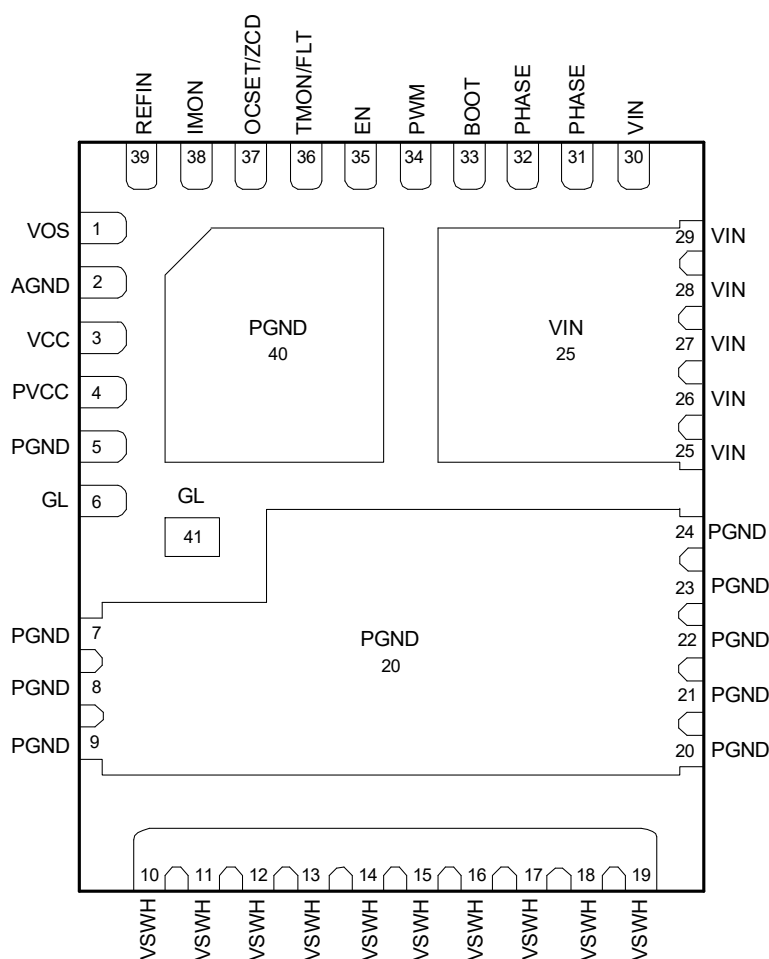 REFIN IMON OCSET/ZCD TMON/FLT EN PWM BOOT PHASE PHASE VIN
39 38 37 36 35 34 33 32 31 30
VOS 1
AGND 2
VCC 3
PVCC 4
PGND 5
GL 6
PGND
40
VIN
25
29 VIN
28 VIN
27 VIN
26 VIN
25 VIN
GL
41
24 PGND
23 PGND
22 PGND
21 PGND
20 PGND
PGND 7
PGND 8
PGND 9
PGND
20
10 11 12 13 14 15 16 17 18 19
VSWH VSWH VSWH VSWH VSWH VSWH VSWH VSWH VSWH VSWH